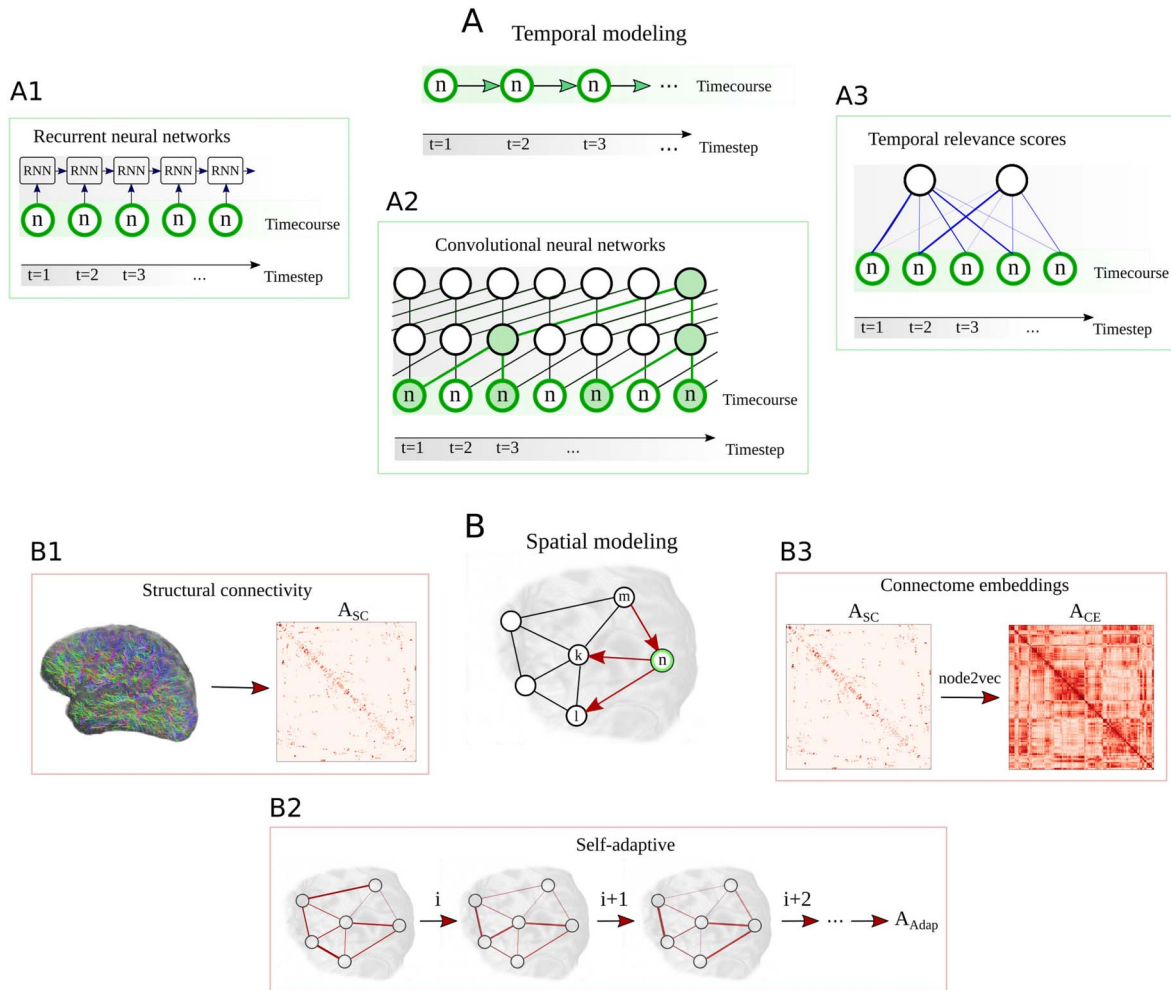 A
Temporal modeling
n n n ... Timecourse
t=1 t=2 t=3 ... Timestep
A1
Recurrent neural networks
RNN RNN RNN RNN RNN
n n n n n Timecourse
t=1 t=2 t=3 ... Timestep
A2
Convolutional neural networks
n n n n n n n Timecourse
t=1 t=2 t=3 ... Timestep
A3
Temporal relevance scores
n n n n n Timecourse
t=1 t=2 t=3 ... Timestep
B
Spatial modeling
m
k n
l
B1
Structural connectivity
A_SC
B3
Connectome embeddings
A_SC A_CE
node2vec
B2
Self-adaptive
i i+1 i+2
... A_Adap